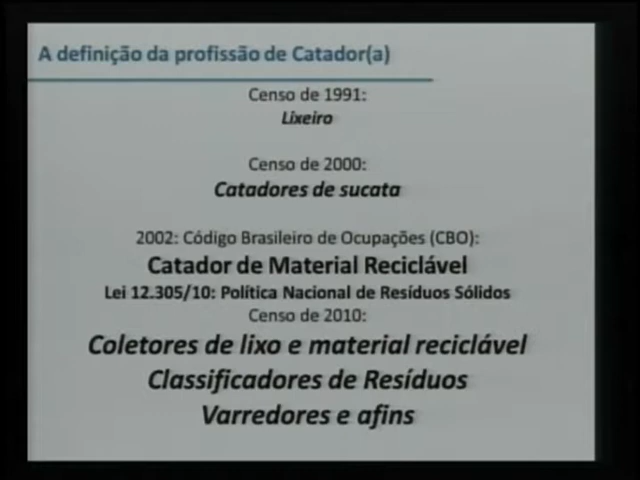 A definição da profissão de Catador(a)
Censo de 1991:
Lixeiro
Censo de 2000:
Catadores de sucata
2002: Código Brasileiro de Ocupações (CBO):
Catador de Material Reciclável
Lei 12.305/10: Política Nacional de Resíduos Sólidos
Censo de 2010:
Coletores de lixo e material reciclável
Classificadores de Resíduos
Varredores e afins